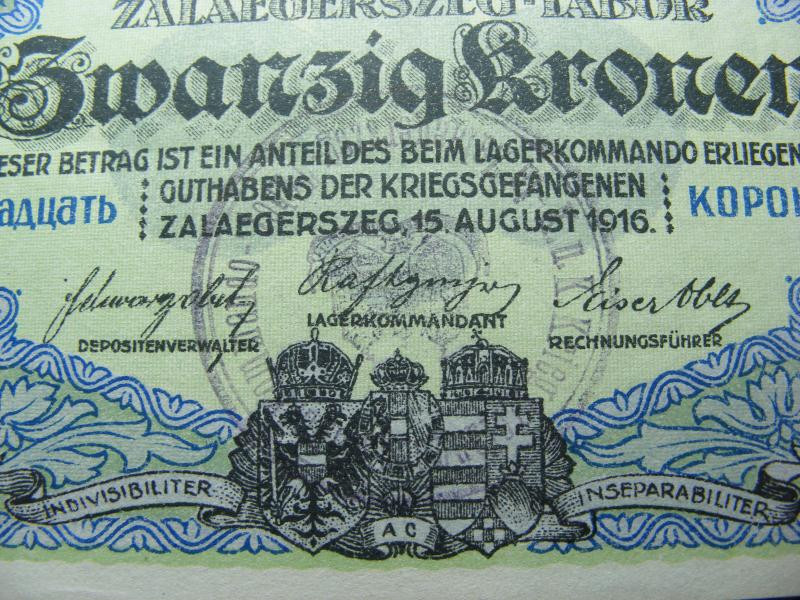 ZALAEGERSZEG-TÁBOR
Zwanzig Kronen
ESER BETRAG IST EIN ANTEIL DES BEIM LAGERKOMMANDO ERLIEGEN
АДЦАТЬ
GUTHABENS DER KRIEGSGEFANGENEN
КОРО
ZALAEGERSZEG, 15. AUGUST 1916.
DEPOSITENVERWALTER
LAGERKOMMANDANT
RECHNUNGSFÜHRER
INDIVISIBILITER
AC
INSEPARABILITER